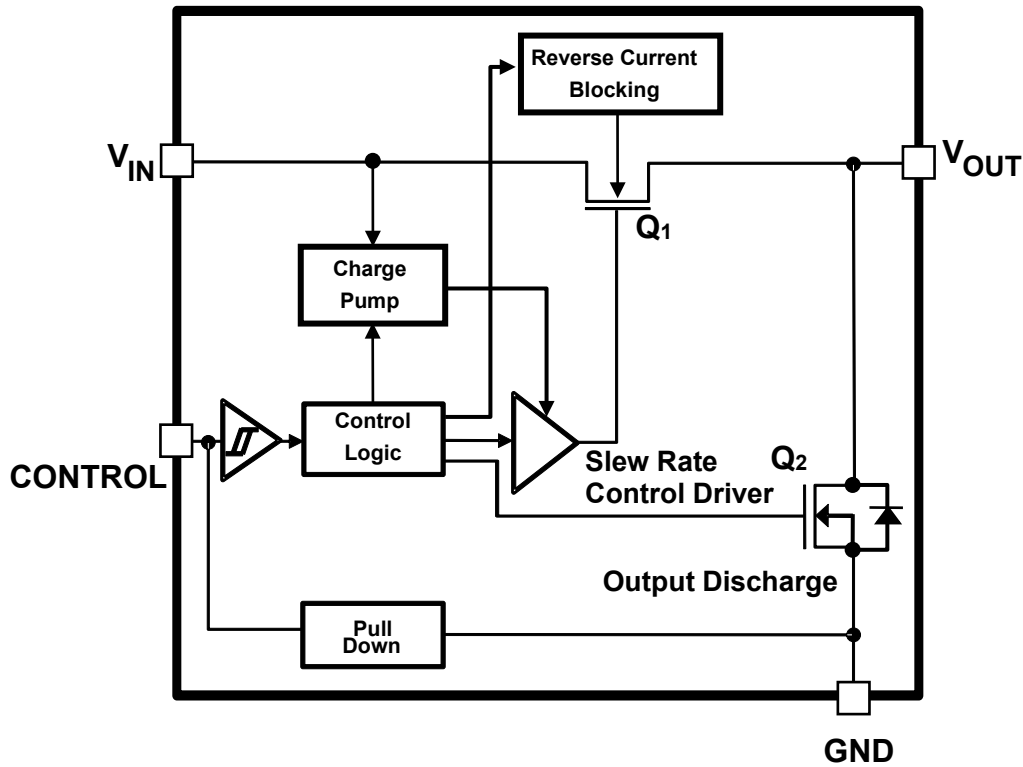 Reverse Current
Blocking
VIN
VOUT
Q1
Charge
Pump
Control
Logic
CONTROL
Slew Rate
Control Driver
Q2
Output Discharge
Pull
Down
GND